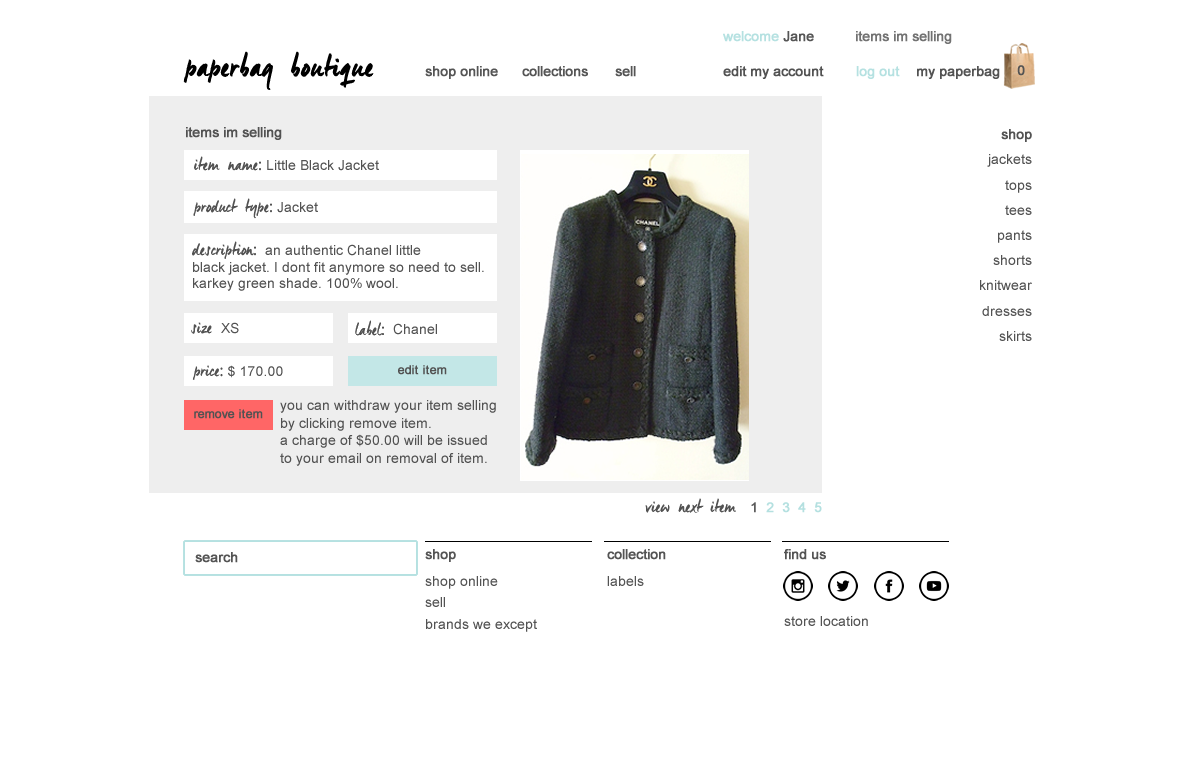 welcome Jane items im selling
paperbag boutique shop online collections sell edit my account log out my paperbag 0
items im selling
item name: Little Black Jacket
product type: Jacket
description: an authentic Chanel little
black jacket. I dont fit anymore so need to sell.
karkey green shade. 100% wool.
size XS
label: Chanel
price: $ 170.00
edit item
remove item
you can withdraw your item selling
by clicking remove item.
a charge of $50.00 will be issued
to your email on removal of item.
CHANEL
shop
jackets
tops
tees
pants
shorts
knitwear
dresses
skirts
view next item 1 2 3 4 5
search
shop
shop online
sell
brands we except
collection
labels
find us
store location